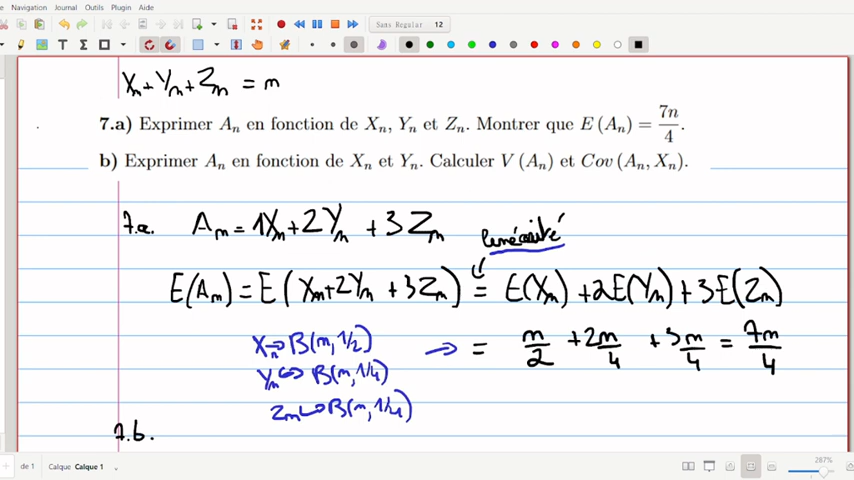 Navigation Journal Outils Plugin Aide
Sans Regular 12
Xn + Yn + Zn = n
7.a) Exprimer An en fonction de Xn, Yn et Zn. Montrer que E (An) = 7n/4.
b) Exprimer An en fonction de Xn et Yn. Calculer V (An) et Cov (An, Xn).
7.a. An = 1Xn + 2Yn + 3Zn
linéarité
E(An) = E(Xn + 2Yn + 3Zn) = E(Xn) + 2E(Yn) + 3E(Zn)
Xn ↪ B(n, 1/2) → = n/2 + 2n/4 + 3n/4 = 7n/4
Yn ↪ B(n, 1/4)
Zn ↪ B(n, 1/4)
7.b.
de 1 Calque Calque 1 287%